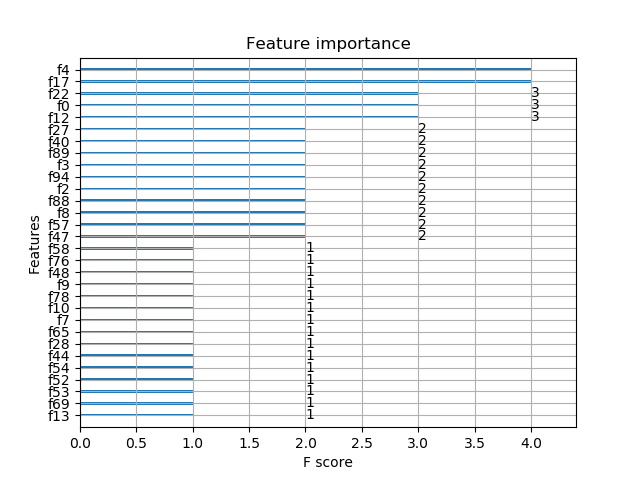 Feature importance
f4
f17
f22 3
f0 3
f12 3
f27 2
f40 2
f89 2
f3 2
f94 2
f2 2
f88 2
f8 2
f57 2
f47 2
f58 1
f76 1
f48 1
f9 1
f78 1
f10 1
f7 1
f65 1
f28 1
f44 1
f54 1
f52 1
f53 1
f69 1
f13 1
Features
0.0 0.5 1.0 1.5 2.0 2.5 3.0 3.5 4.0
F score